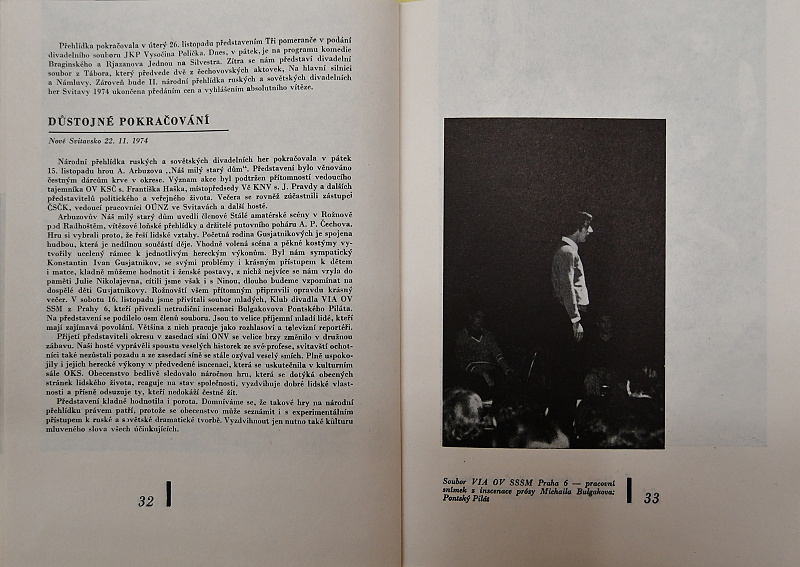 Přehlídka pokračovala v úterý 26. listopadu představením Tři pomeranče v podání
divadelního souboru JKP Vysočina Polička. Dnes, v pátek, je na programu komedie
Braginského a Rjazanova Jednou na Silvestra. Zítra se nám představí divadelní
soubor z Tábora, který předvede dvě z čechovovských aktovek, Na hlavní silnici
a Námluvy. Zároveň bude II. národní přehlídka ruských a sovětských divadelních
her Svitavy 1974 ukončena předáním cen a vyhlášením absolutního vítěze.
DŮSTOJNÉ POKRAČOVÁNÍ
Nové Svitavsko 22. 11. 1974
Národní přehlídka ruských a sovětských divadelních her pokračovala v pátek
15. listopadu hrou A. Arbuzova „Náš milý starý dům". Představení bylo věnováno
čestným dárcům krve v okrese. Význam akce byl podtržen přítomností vedoucího
tajemníka OV KSČ s. Františka Haška, místopředsedy Vč KNV s. J. Pravdy a dalších
představitelů politického a veřejného života. Večera se rovněž zúčastnili zástupci
ČSČK, vedoucí pracovníci OÚNZ ve Svitavách a další hosté.
Arbuzovův Náš milý starý dům uvedli členové Stálé amatérské scény v Rožnově
pod Radhoštěm, vítězové loňské přehlídky a držitelé putovního poháru A. P. Čechova.
Hru si vybrali proto, že řeší lidské vztahy. Početná rodina Gusjatnikovych je spojena
hudbou, která je nedílnou součástí děje. Vhodně volená scéna a pěkné kostýmy vy-
tvořily ucelený rámec k jednotlivým hereckým výkonům. Byl nám sympatický
Konstantin Ivan Gusjatnikov, se svými problémy i krásným přístupem k dětem
i matce, kladně můžeme hodnotit i ženské postavy, z nichž nejvíce se nám vryla do
paměti Julie Nikolajevna, cítili jsme však i s Ninou, dlouho budeme vzpomínat na
dospělé děti Gusjatnikovy. Rožnovští všem přítomným připravili opravdu krásný
večer. V sobotu 16. listopadu jsme přivítali soubor mladých, Klub divadla VIA OV
SSM z Prahy 6, kteří přivezli netradiční inscenaci Bulgakovova Pontského Piláta.
Na představení se podílelo osm členů souboru. Jsou to velice příjemní mladí lidé, kteří
mají zajímavá povolání. Většina z nich pracuje jako rozhlasoví a televizní reportéři.
Přijetí představiteli okresu v zasedací síni ONV se velice brzy změnilo v družnou
zábavu. Naši hosté vyprávěli spoustu veselých historek ze své profese, svitavští ochot-
níci také nezůstali pozadu a ze zasedací síně se stále ozýval veselý smích. Plně uspoko-
jily i jejich herecké výkony v předvedené inscenaci, která se uskutečnila v kulturním
sále OKS. Obecenstvo bedlivě sledovalo náročnou hru, která se dotýká obecných
stránek lidského života, reaguje na stav společnosti, vyzdvihuje dobré lidské vlast-
nosti a přísně odsuzuje ty, kteří nedokáží čestně žít.
Představení kladně hodnotila i porota. Domníváme se, že takové hry na národní
přehlídku právem patří, protože se obecenstvo může seznámit i s experimentálním
přístupem k ruské a sovětské dramatické tvorbě. Vyzdvihnout jen nutno také kulturu
mluveného slova všech účinkujících.
32
Soubor VIA OV SSSM Praha 6 — pracovní
snímek z inscenace prózy Michaila Bulgakova:
Pontský Pilát
33